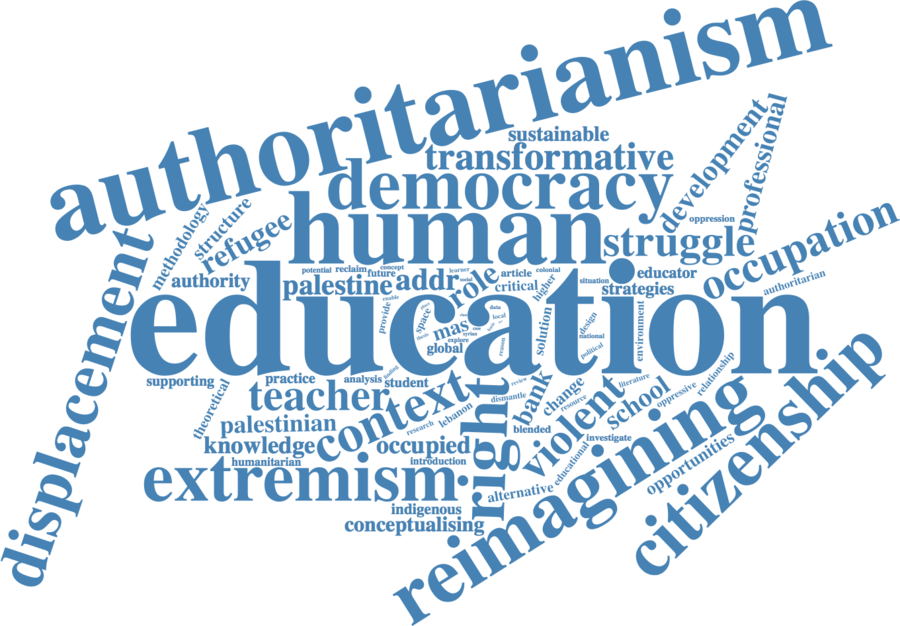 authoritarianism
sustainable
transformative
democracy
human
development
professional
oppression
struggle
occupation
authoritarian
methodology
structure
refugee
authority
displacement
potential
reclaim
concept
future
palestine
addr
learner
social
role
article
colonial
critical
higher
situation
educator
strategies
education
provide
enable
space
mas
data
local
syrian
explore
global
solution
design
national
political
environment
supporting
theoretical
practice
analysis
student
teacher
context
palestinian
knowledge
humanitarian
research
lebanon
occupied
introduction
extremism
indigenous
conceptualising
right
review
dismantle
bank
blended
change
resource
violent
literature
school
oppressive
relationship
investigate
educational
alternative
reimagining
opportunities
citizenship